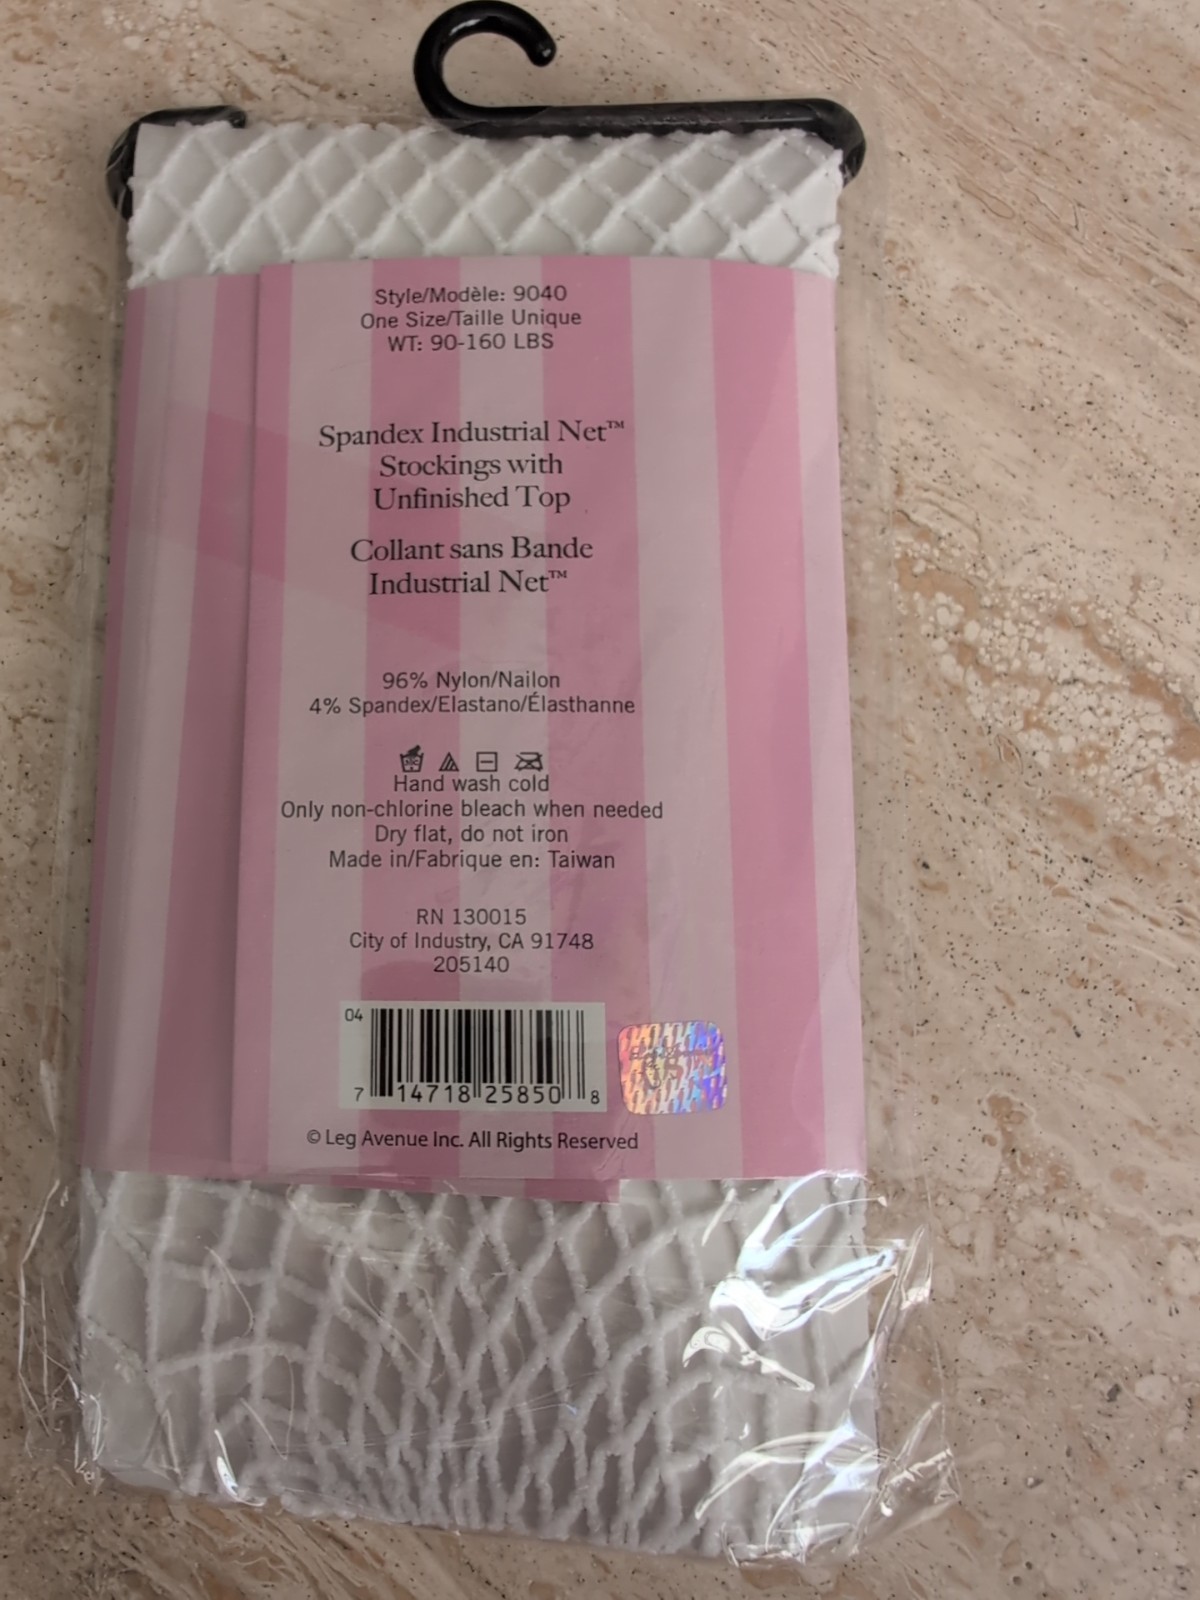 Style/Modèle: 9040
One Size/Taille Unique
WT: 90-160 LBS
Spandex Industrial Net™
Stockings with
Unfinished Top
Collant sans Bande
Industrial Net™
96% Nylon/Nailon
4% Spandex/Elastano/Élasthanne
Hand wash cold
Only non-chlorine bleach when needed
Dry flat, do not iron
Made in/Fabrique en: Taiwan
RN 130015
City of Industry, CA 91748
205140
04
7 14718 25850 8
© Leg Avenue Inc. All Rights Reserved